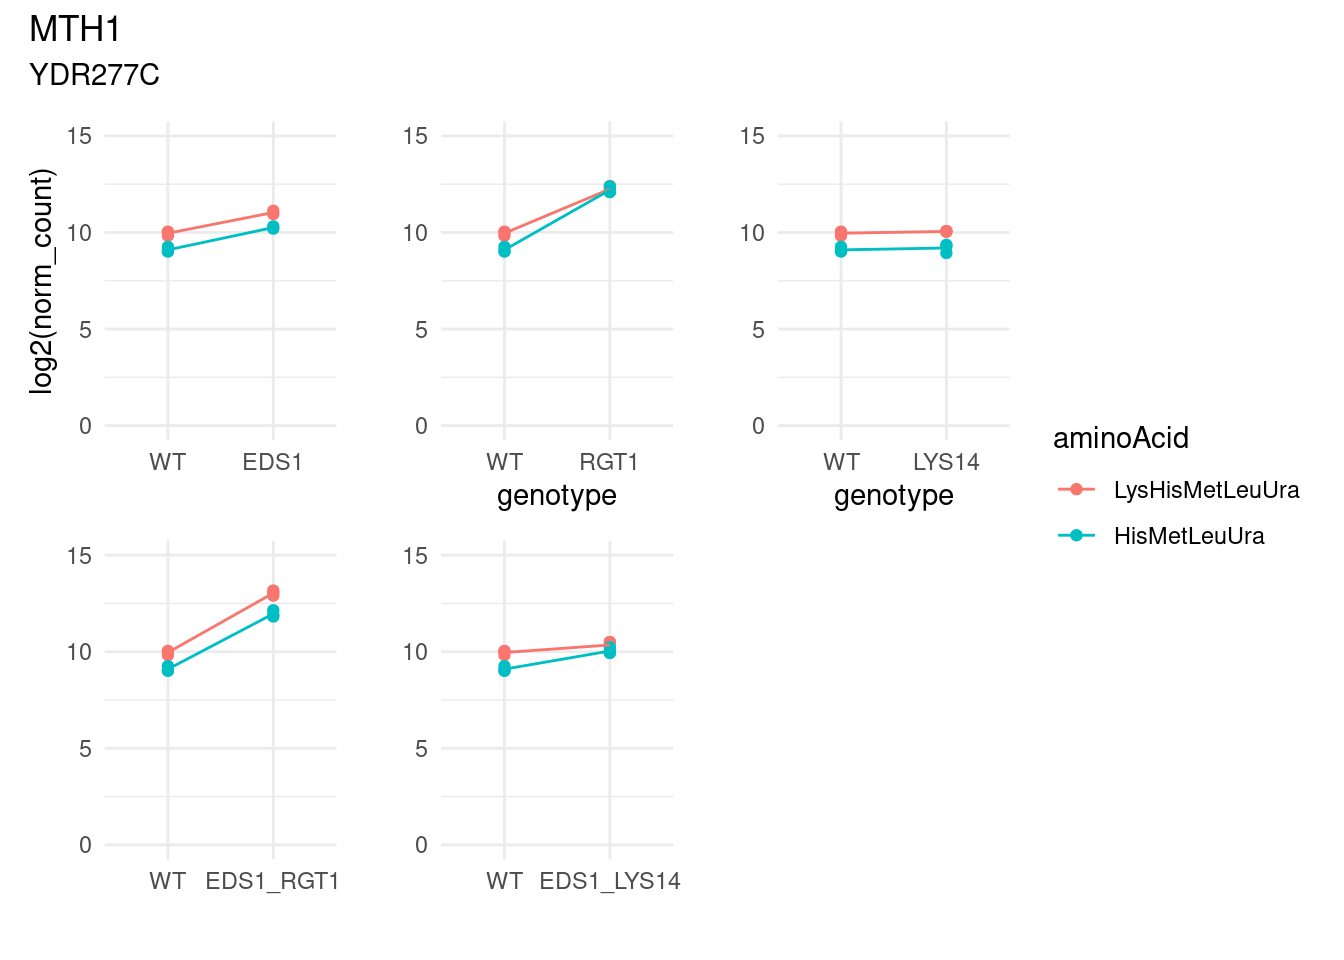 MTH1
YDR277C
log2(norm_count)
15
10
5
0
WT EDS1
15
10
5
0
WT RGT1
genotype
15
10
5
0
WT LYS14
genotype
aminoAcid
LysHisMetLeuUra
HisMetLeuUra
15
10
5
0
WT EDS1_RGT1
15
10
5
0
WT EDS1_LYS14